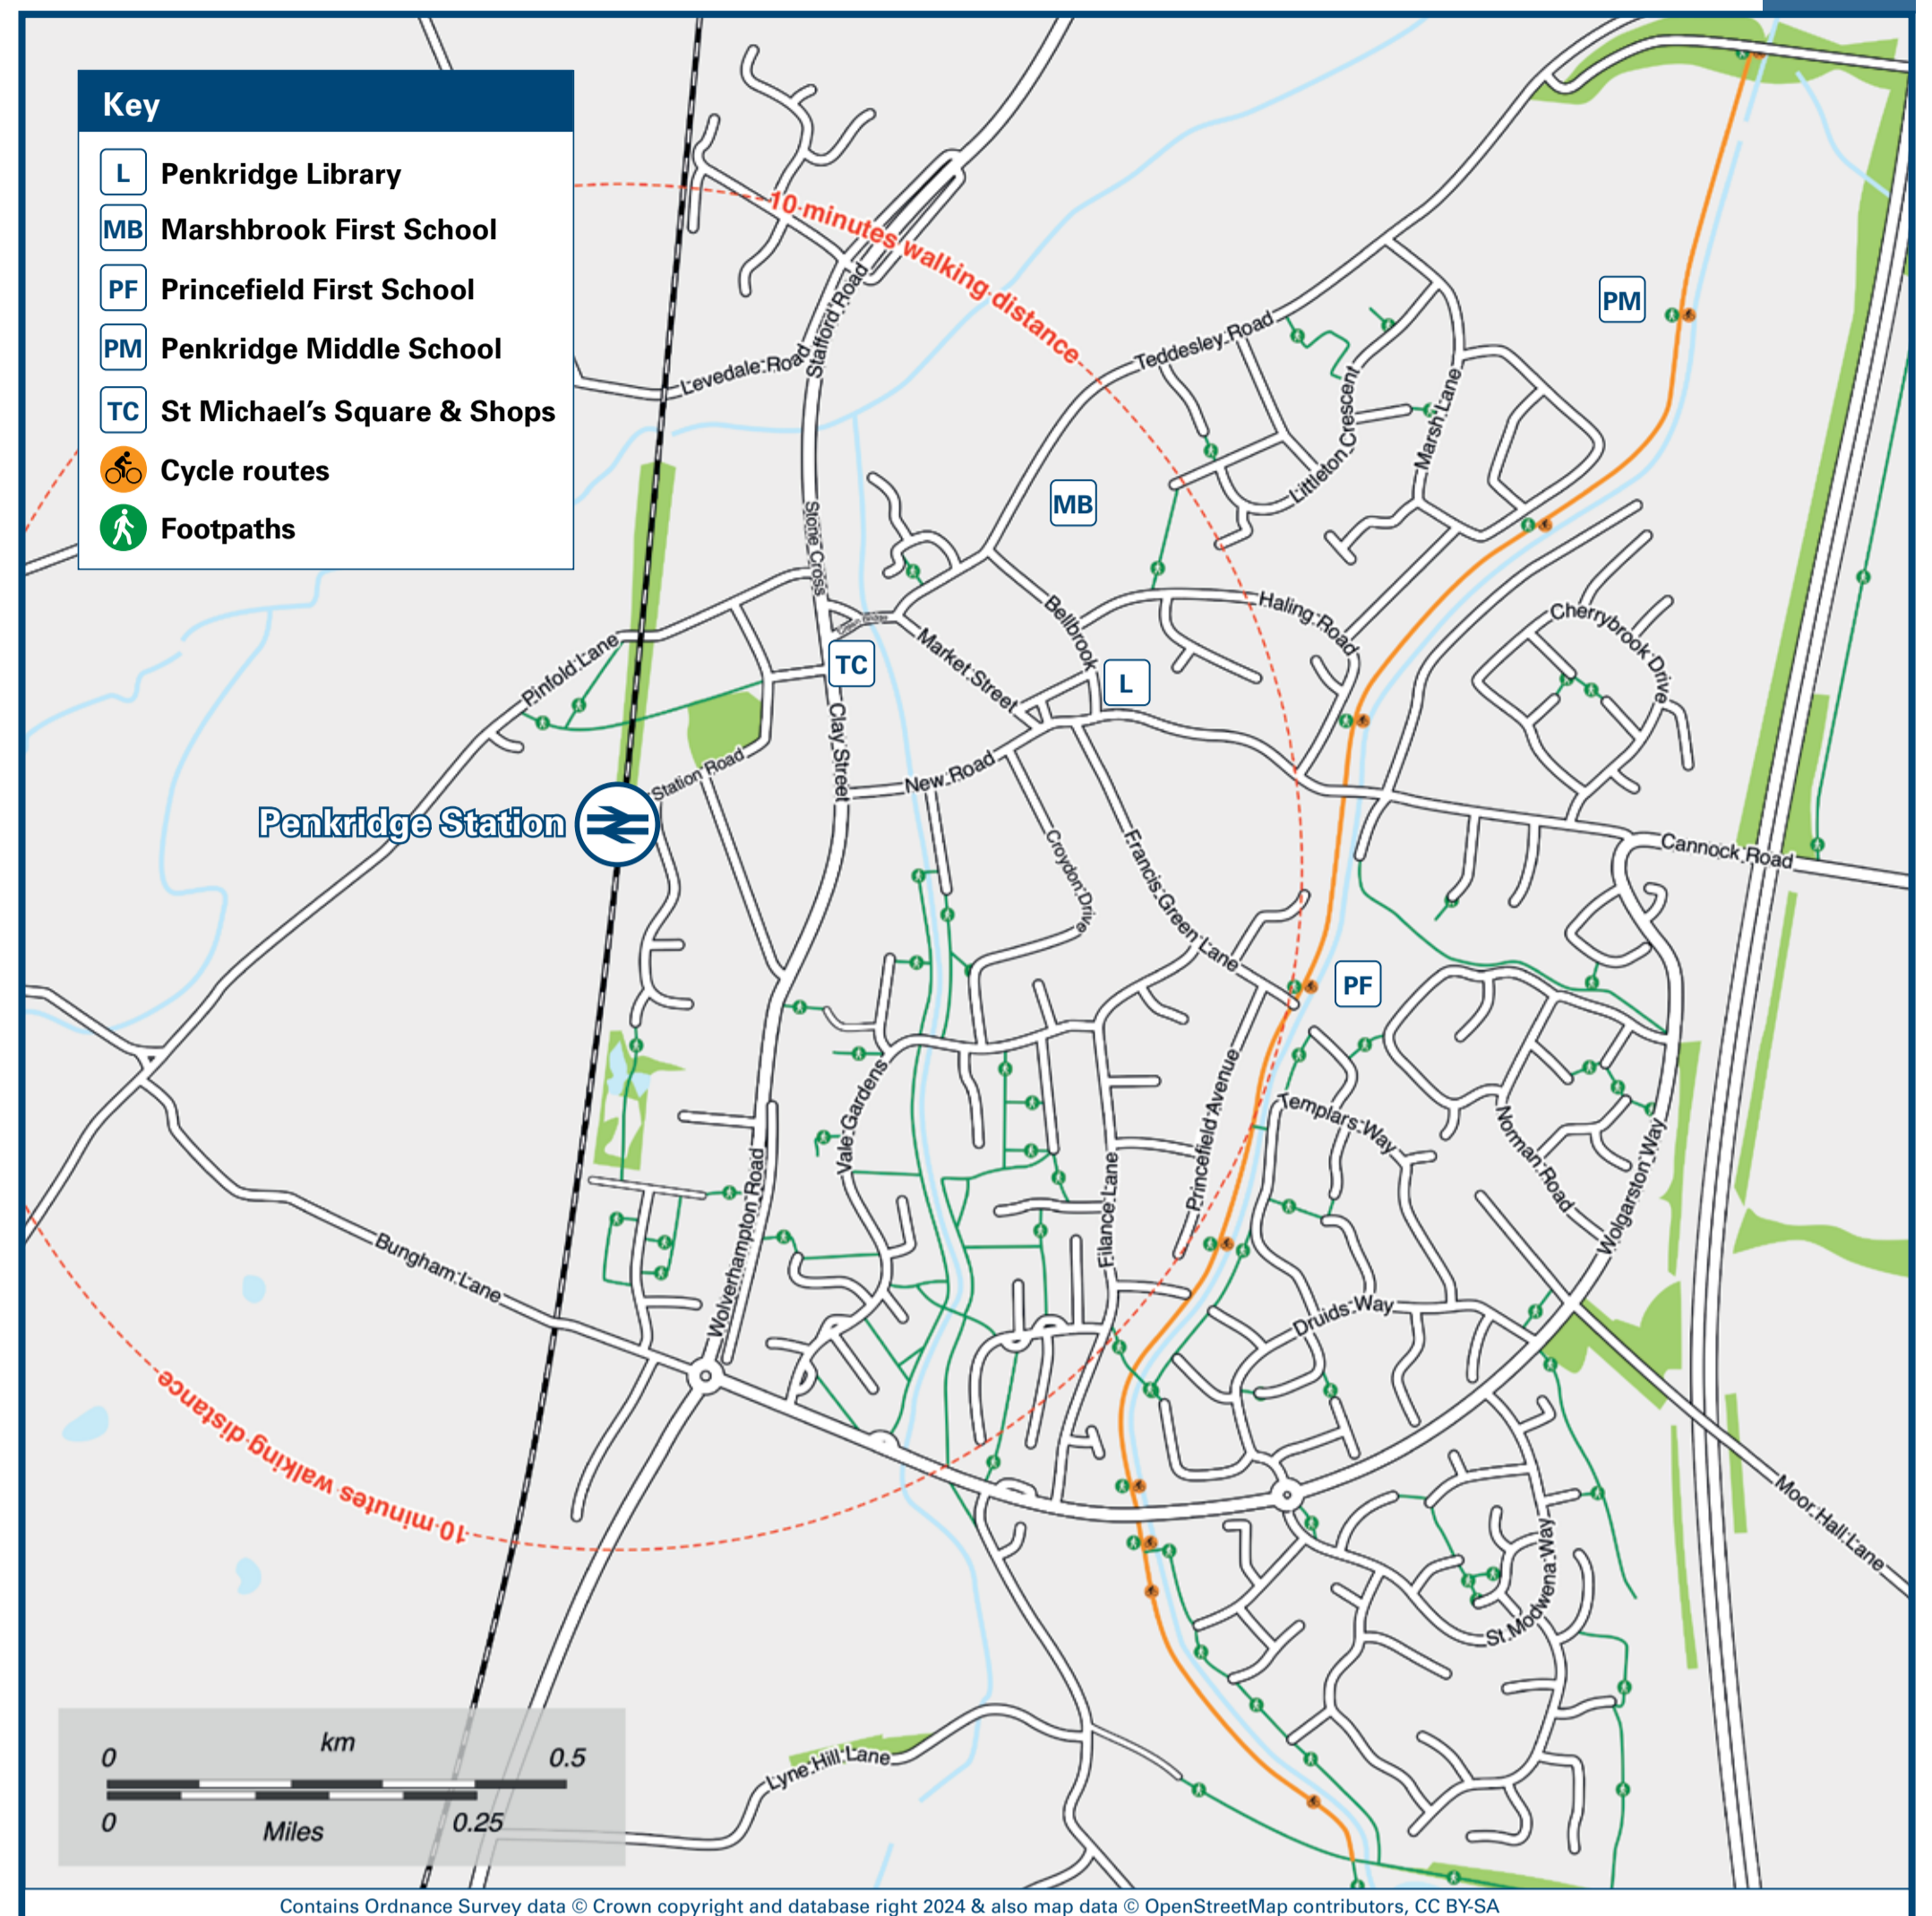 Key
L Penkridge Library
MB Marshbrook First School
PF Princefield First School
PM Penkridge Middle School
TC St Michael's Square & Shops
Cycle routes
Footpaths
10 minutes walking distance
Stafford Road
Levedale Road
Teddesley Road
PM
Littleton Crescent
Marsh Lane
MB
Stone Cross
Bellbrook
Haling Road
Cherrybrook Drive
Pinfold Lane
Market Street
TC
L
Clay Street
Station Road
New Road
Penkridge Station
Croydon Drive
Francis Green Lane
Cannock Road
PF
Vale Gardens
Princefield Avenue
Templars Way
Norman Road
Wolgarston Way
Filance Lane
Wolverhampton Road
Bungham Lane
Druids Way
10 minutes walking distance
Moor Hall Lane
St Modwena Way
Lyne Hill Lane
km
0 0.5
0 0.25
Miles
Contains Ordnance Survey data © Crown copyright and database right 2024 & also map data © OpenStreetMap contributors, CC BY-SA